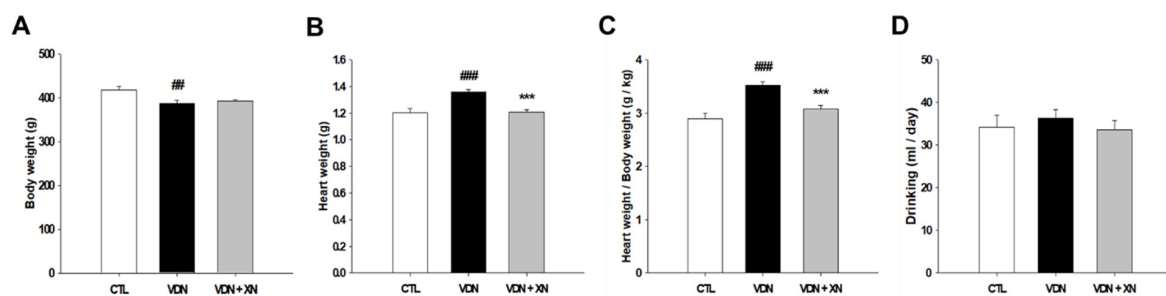 A
B
C
D
Body weight (g)
500
400
300
200
100
0
##
CTL
VDN
VDN + XN
Heart weight (g)
1.6
1.4
1.2
1.0
0.8
0.6
0.4
0.2
0.0
###
***
CTL
VDN
VDN + XN
Heart weight / Body weight (g / kg)
4
3
2
1
0
###
***
CTL
VDN
VDN + XN
Drinking (ml / day)
50
40
30
20
10
0
CTL
VDN
VDN + XN